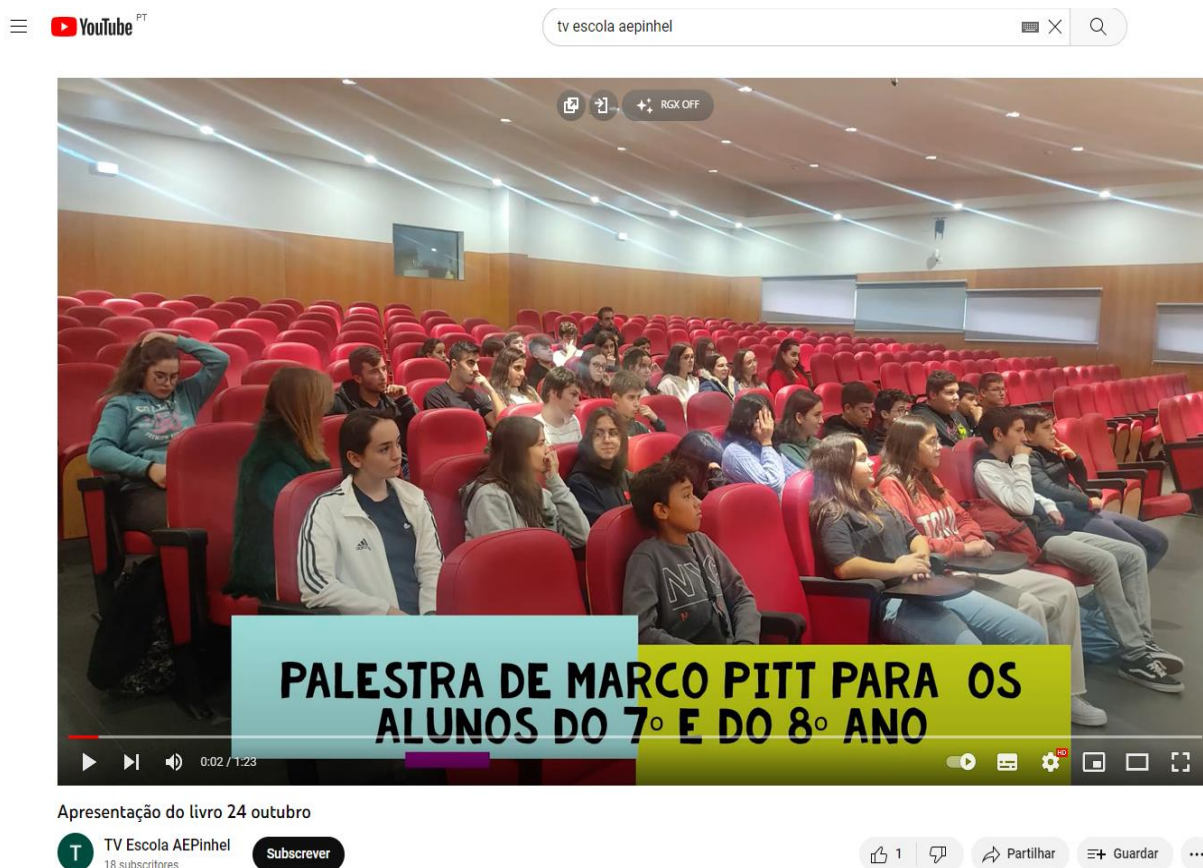 YouTube PT
tv escola aepinhel
RGX OFF
NYC
PALESTRA DE MARCO PITT PARA OS
ALUNOS DO 7º E DO 8º ANO
0:02 / 1:23
HD
Apresentação do livro 24 outubro
T
TV Escola AEPinhel
18 subscritores
Subscrever
1
Partilhar
Guardar